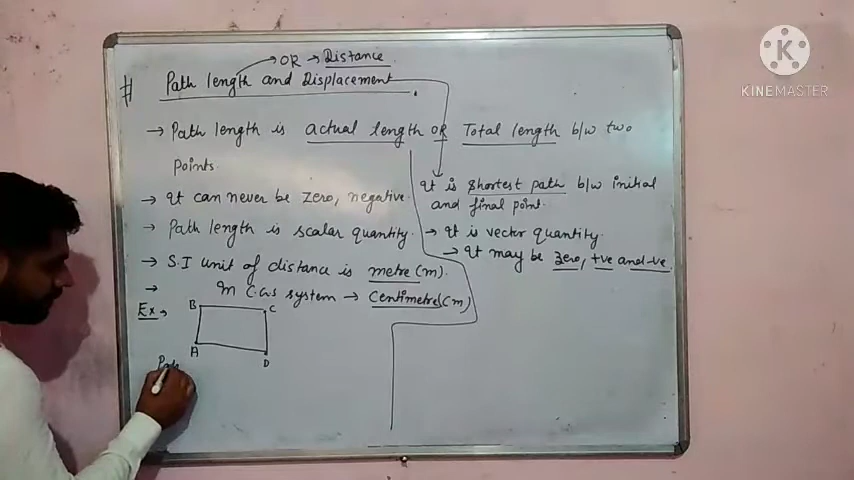 → OR → Distance
# Path length and Displacement
→ Path length is actual length OR Total length b/w two
points.
→ It can never be zero, negative.
→ Path length is scalar quantity.
→ S.I unit of distance is metre (m).
→ In C.G.S system → Centimetre (cm)
It is shortest path b/w initial
and final point.
→ It is vector quantity.
→ It may be zero, +ve and -ve.
Ex →
B C
A D
Path
K
KINEMASTER